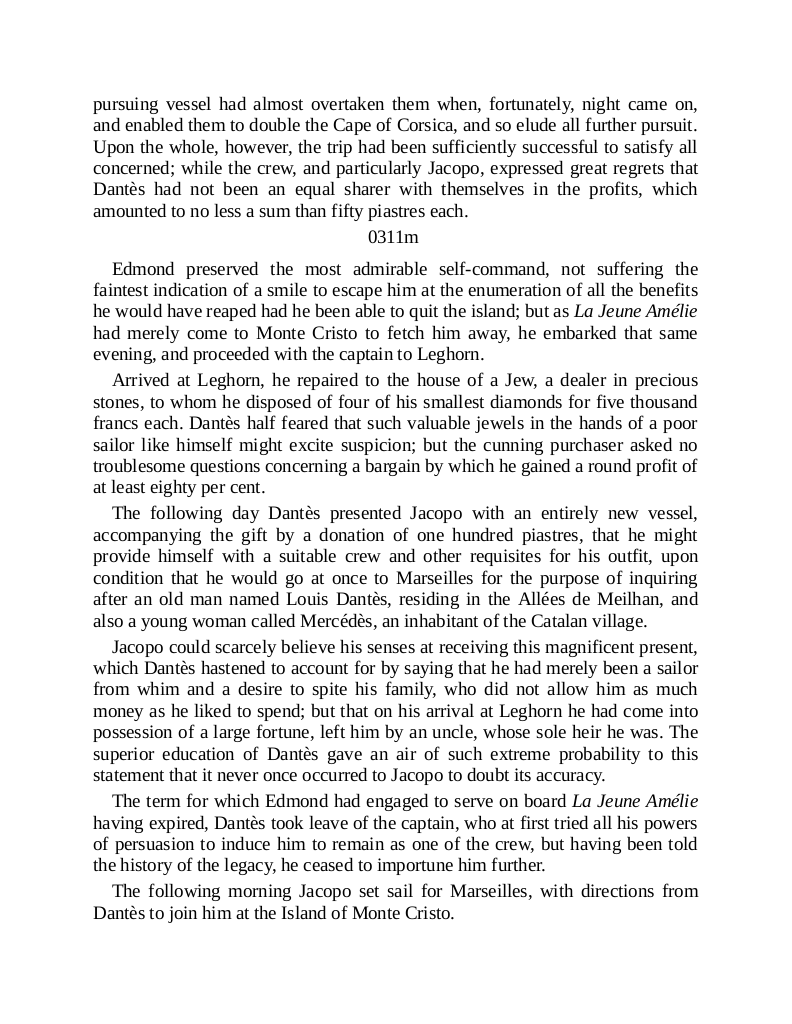 pursuing vessel had almost overtaken them when, fortunately, night came on,
and enabled them to double the Cape of Corsica, and so elude all further pursuit.
Upon the whole, however, the trip had been sufficiently successful to satisfy all
concerned; while the crew, and particularly Jacopo, expressed great regrets that
Dantès had not been an equal sharer with themselves in the profits, which
amounted to no less a sum than fifty piastres each.
0311m
Edmond preserved the most admirable self-command, not suffering the
faintest indication of a smile to escape him at the enumeration of all the benefits
he would have reaped had he been able to quit the island; but as La Jeune Amélie
had merely come to Monte Cristo to fetch him away, he embarked that same
evening, and proceeded with the captain to Leghorn.
Arrived at Leghorn, he repaired to the house of a Jew, a dealer in precious
stones, to whom he disposed of four of his smallest diamonds for five thousand
francs each. Dantès half feared that such valuable jewels in the hands of a poor
sailor like himself might excite suspicion; but the cunning purchaser asked no
troublesome questions concerning a bargain by which he gained a round profit of
at least eighty per cent.
The following day Dantès presented Jacopo with an entirely new vessel,
accompanying the gift by a donation of one hundred piastres, that he might
provide himself with a suitable crew and other requisites for his outfit, upon
condition that he would go at once to Marseilles for the purpose of inquiring
after an old man named Louis Dantès, residing in the Allées de Meilhan, and
also a young woman called Mercédès, an inhabitant of the Catalan village.
Jacopo could scarcely believe his senses at receiving this magnificent present,
which Dantès hastened to account for by saying that he had merely been a sailor
from whim and a desire to spite his family, who did not allow him as much
money as he liked to spend; but that on his arrival at Leghorn he had come into
possession of a large fortune, left him by an uncle, whose sole heir he was. The
superior education of Dantès gave an air of such extreme probability to this
statement that it never once occurred to Jacopo to doubt its accuracy.
The term for which Edmond had engaged to serve on board La Jeune Amélie
having expired, Dantès took leave of the captain, who at first tried all his powers
of persuasion to induce him to remain as one of the crew, but having been told
the history of the legacy, he ceased to importune him further.
The following morning Jacopo set sail for Marseilles, with directions from
Dantès to join him at the Island of Monte Cristo.